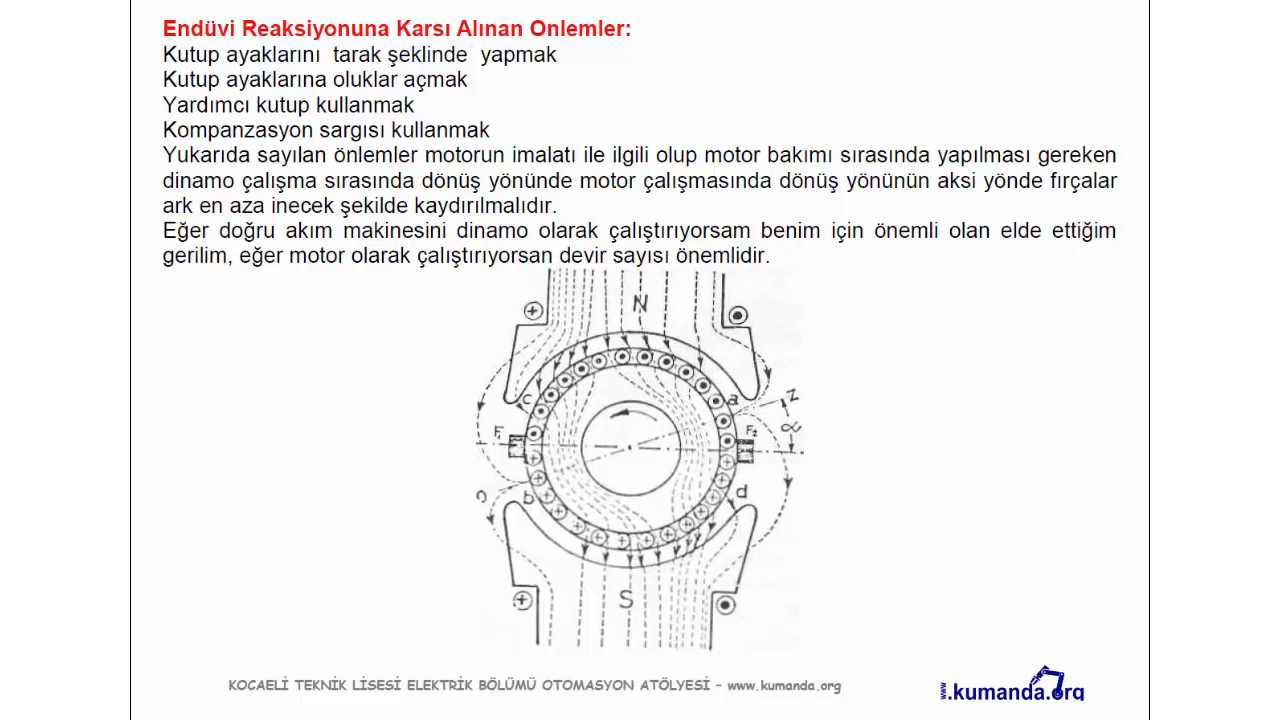 Endüvi Reaksiyonuna Karsı Alınan Onlemler:
Kutup ayaklarını tarak şeklinde yapmak
Kutup ayaklarına oluklar açmak
Yardımcı kutup kullanmak
Kompanzasyon sargısı kullanmak
Yukarıda sayılan önlemler motorun imalatı ile ilgili olup motor bakımı sırasında yapılması gereken
dinamo çalışma sırasında dönüş yönünde motor çalışmasında dönüş yönünün aksi yönde fırçalar
ark en aza inecek şekilde kaydırılmalıdır.
Eğer doğru akım makinesini dinamo olarak çalıştırıyorsam benim için önemli olan elde ettiğim
gerilim, eğer motor olarak çalıştırıyorsan devir sayısı önemlidir.
N
c
a
Z
F₁
F₂
α
b
d
S
KOCAELİ TEKNİK LİSESİ ELEKTRİK BÖLÜMÜ OTOMASYON ATÖLYESİ – www.kumanda.org
www.kumanda.org